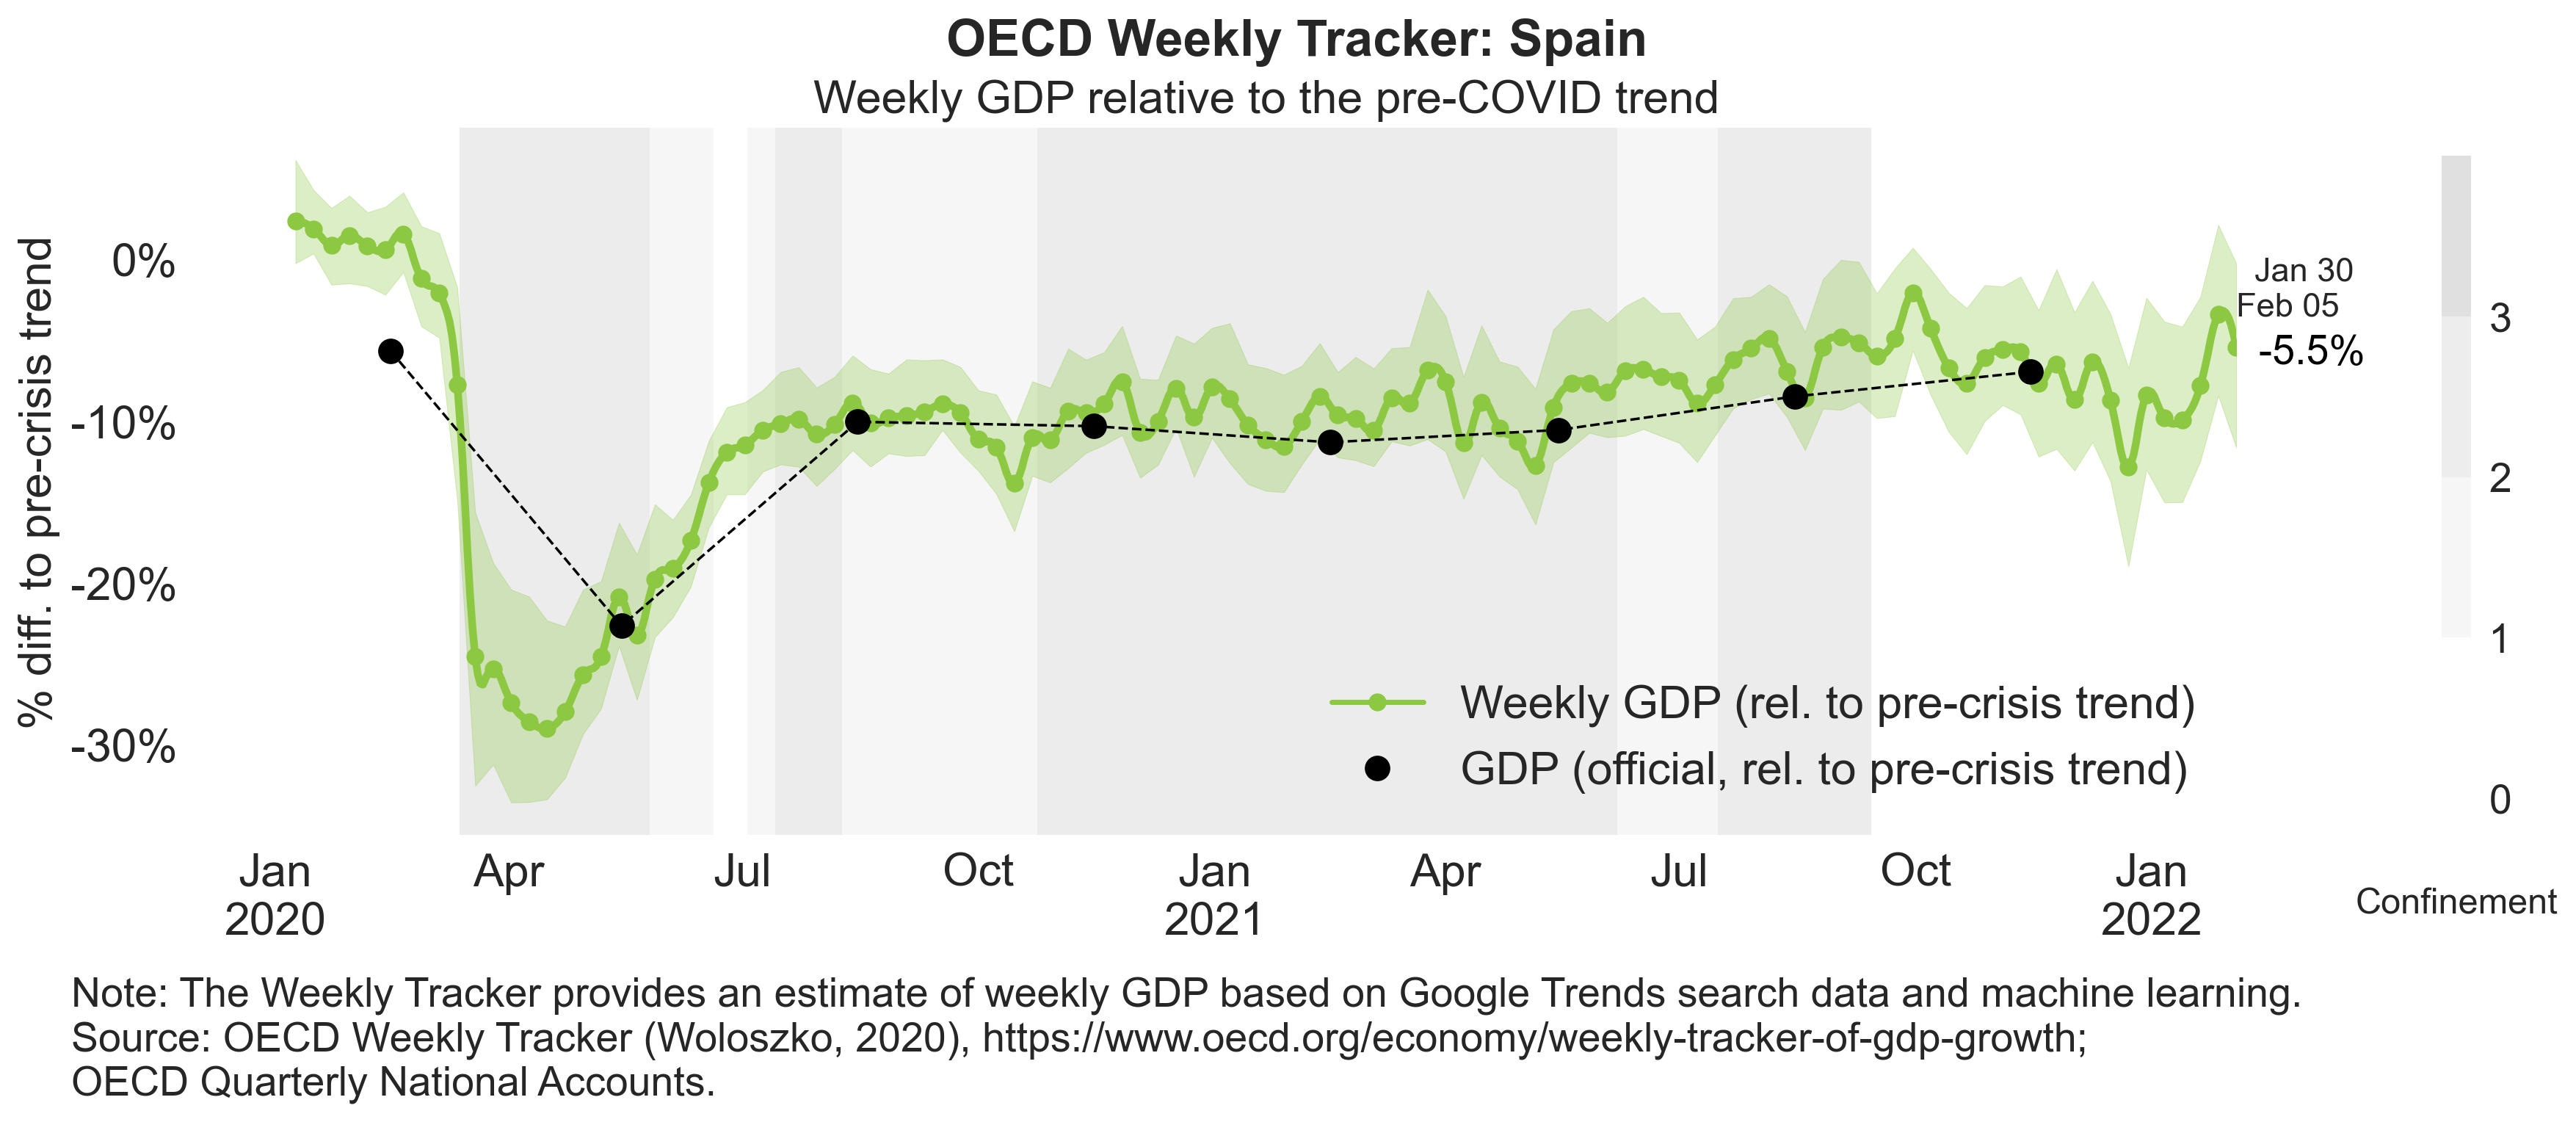 OECD Weekly Tracker: Spain
Weekly GDP relative to the pre-COVID trend
% diff. to pre-crisis trend
0%
-10%
-20%
-30%
Jan 30
Feb 05
-5.5%
3
2
1
0
Weekly GDP (rel. to pre-crisis trend)
GDP (official, rel. to pre-crisis trend)
Jan Apr Jul Oct Jan Apr Jul Oct Jan
2020 2021 2022
Confinement
Note: The Weekly Tracker provides an estimate of weekly GDP based on Google Trends search data and machine learning.
Source: OECD Weekly Tracker (Woloszko, 2020), https://www.oecd.org/economy/weekly-tracker-of-gdp-growth;
OECD Quarterly National Accounts.